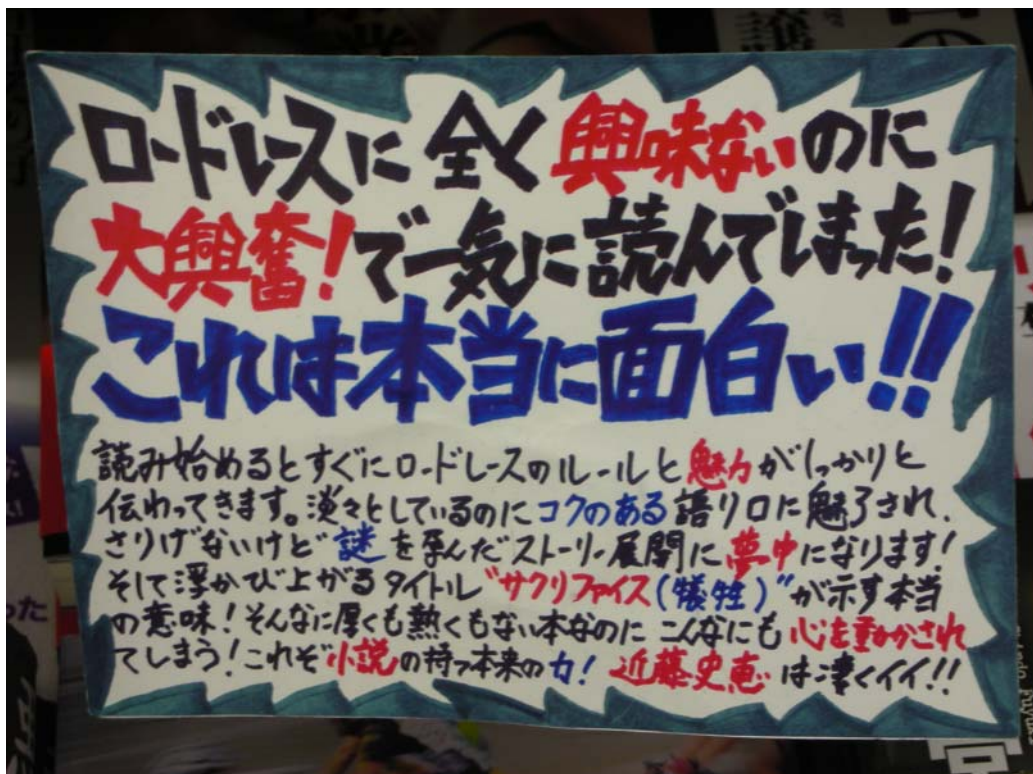 ロードレースに全く興味ないのに
大興奮!で一気に読んでしまった!
これは本当に面白い!!
読み始めるとすぐにロードレースのルールと魅力がしっかりと
伝わってきます。淡々としているのにコクのある語り口に魅了され、
さりげないけど謎を孕んだストーリー展開に夢中になります!
そして浮かび上がるタイトル“サクリファイス(犠牲)”が示す本当
の意味!そんなに厚くも熱くもない本なのにこんなにも心を動かされ
てしまう!これぞ小説の持つ本来の力! 近藤史恵は凄くイイ!!